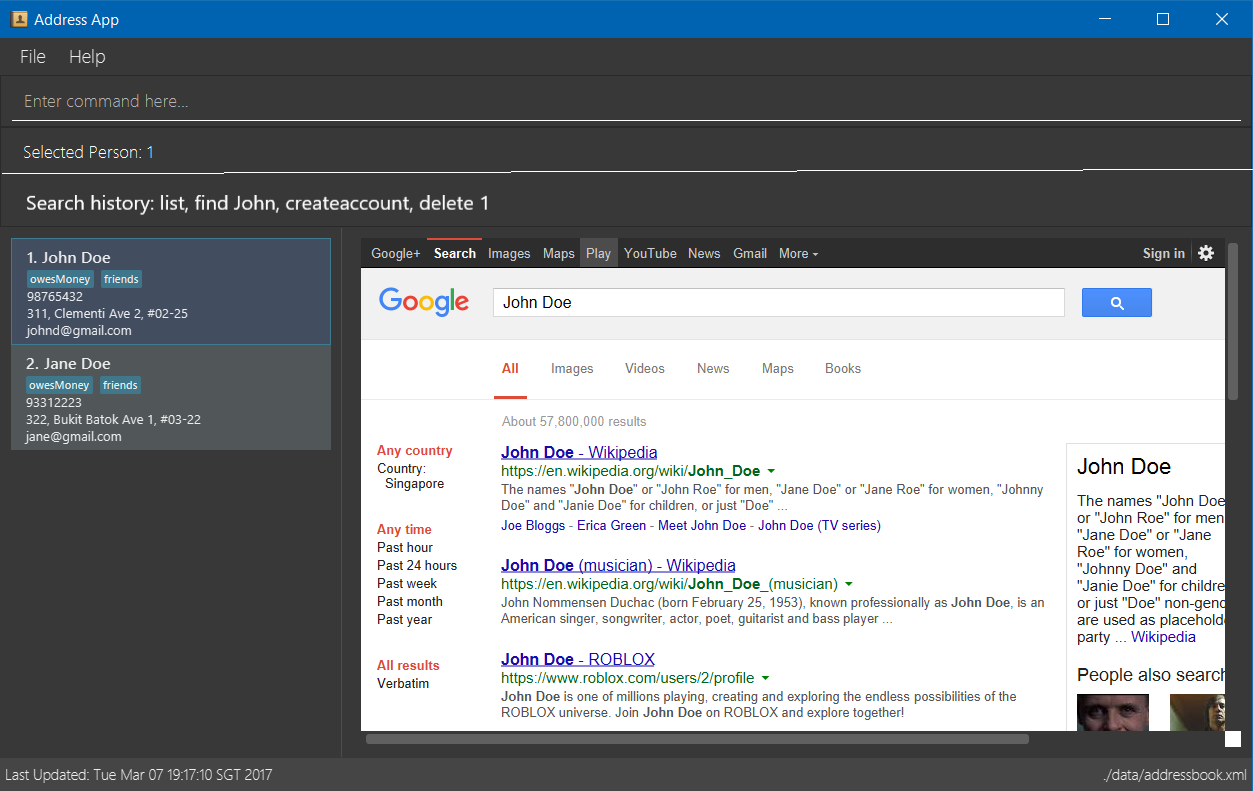 Address App
File Help
Enter command here...
Selected Person: 1
Search history: list, find John, createaccount, delete 1
1. John Doe
owesMoney friends
98765432
311, Clementi Ave 2, #02-25
johnd@gmail.com
2. Jane Doe
owesMoney friends
93312223
322, Bukit Batok Ave 1, #03-22
jane@gmail.com
Google+ Search Images Maps Play YouTube News Gmail More Sign in
Google John Doe
All Images Videos News Maps Books
About 57,800,000 results
Any country
Country:
Singapore
Any time
Past hour
Past 24 hours
Past week
Past month
Past year
All results
Verbatim
John Doe - Wikipedia
https://en.wikipedia.org/wiki/John_Doe
The names "John Doe" or "John Roe" for men, "Jane Doe" or "Jane Roe" for women, "Johnny
Doe" and "Janie Doe" for children, or just "Doe" ...
Joe Bloggs - Erica Green - Meet John Doe - John Doe (TV series)
John Doe (musician) - Wikipedia
https://en.wikipedia.org/wiki/John_Doe_(musician)
John Nommensen Duchac (born February 25, 1953), known professionally as John Doe, is an
American singer, songwriter, actor, poet, guitarist and bass player ...
John Doe - ROBLOX
https://www.roblox.com/users/2/profile
John Doe is one of millions playing, creating and exploring the endless possibilities of the
ROBLOX universe. Join John Doe on ROBLOX and explore together!
John Doe
The names "John Doe
or "John Roe" for men
"Jane Doe" or "Jane
Roe" for women,
"Johnny Doe" and
"Janie Doe" for childre
or just "Doe" non-gend
are used as placehold
party ... Wikipedia
People also search
Last Updated: Tue Mar 07 19:17:10 SGT 2017
./data/addressbook.xml